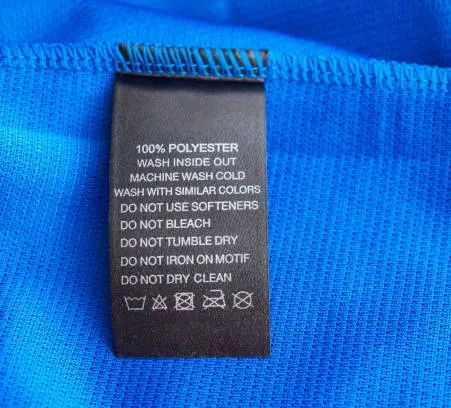 100% POLYESTER
WASH INSIDE OUT
MACHINE WASH COLD
WASH WITH SIMILAR COLORS
DO NOT USE SOFTENERS
DO NOT BLEACH
DO NOT TUMBLE DRY
DO NOT IRON ON MOTIF
DO NOT DRY CLEAN